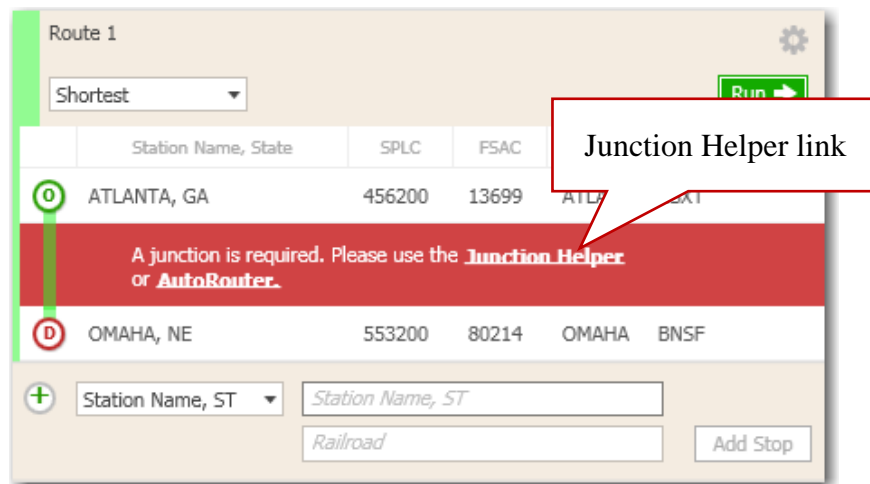 Route 1
Shortest
Run
Junction Helper link
Station Name, State SPLC FSAC
O ATLANTA, GA 456200 13699
A junction is required. Please use the Junction Helper
or AutoRouter.
D OMAHA, NE 553200 80214 OMAHA BNSF
Station Name, ST Station Name, ST
Railroad Add Stop